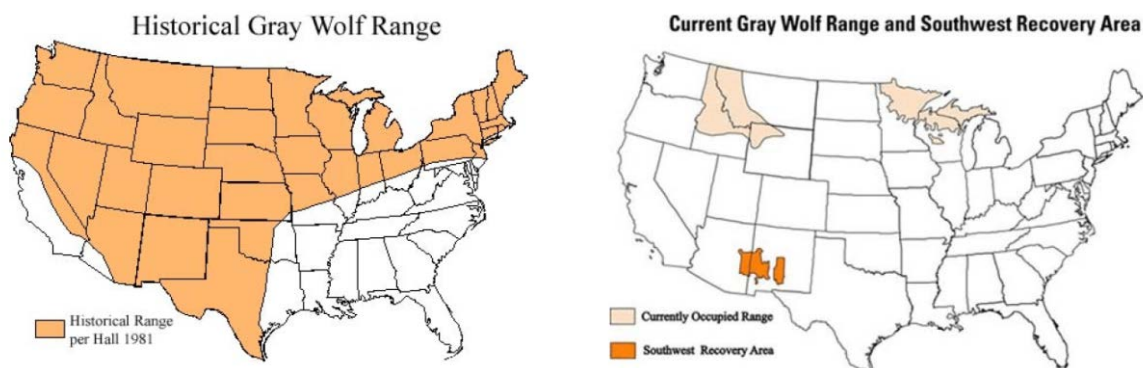 Historical Gray Wolf Range
Historical Range
per Hall 1981
Current Gray Wolf Range and Southwest Recovery Area
Currently Occupied Range
Southwest Recovery Area